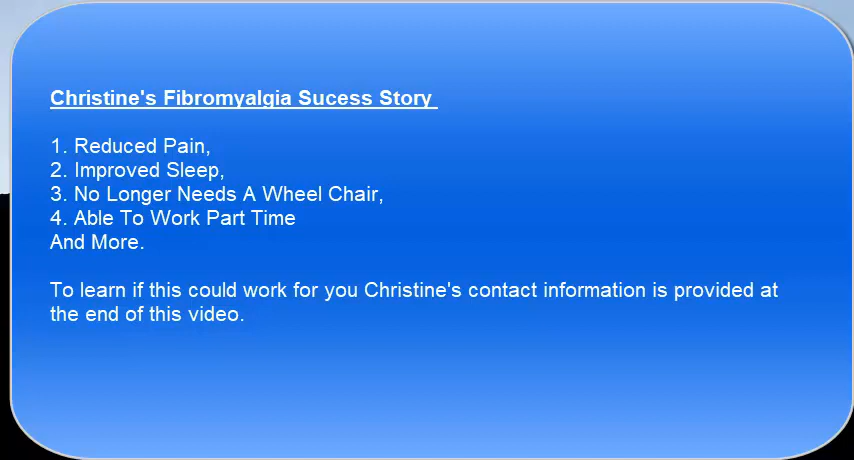 Christine's Fibromyalgia Sucess Story
1. Reduced Pain,
2. Improved Sleep,
3. No Longer Needs A Wheel Chair,
4. Able To Work Part Time
And More.
To learn if this could work for you Christine's contact information is provided at
the end of this video.